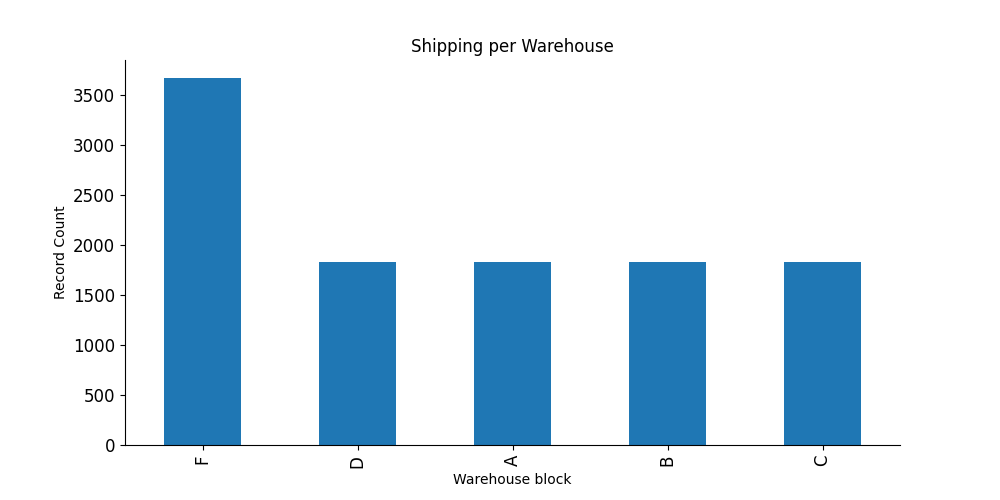 Shipping per Warehouse
3500
3000
2500
2000
1500
1000
500
0
Record Count
F
D
A
B
C
Warehouse block